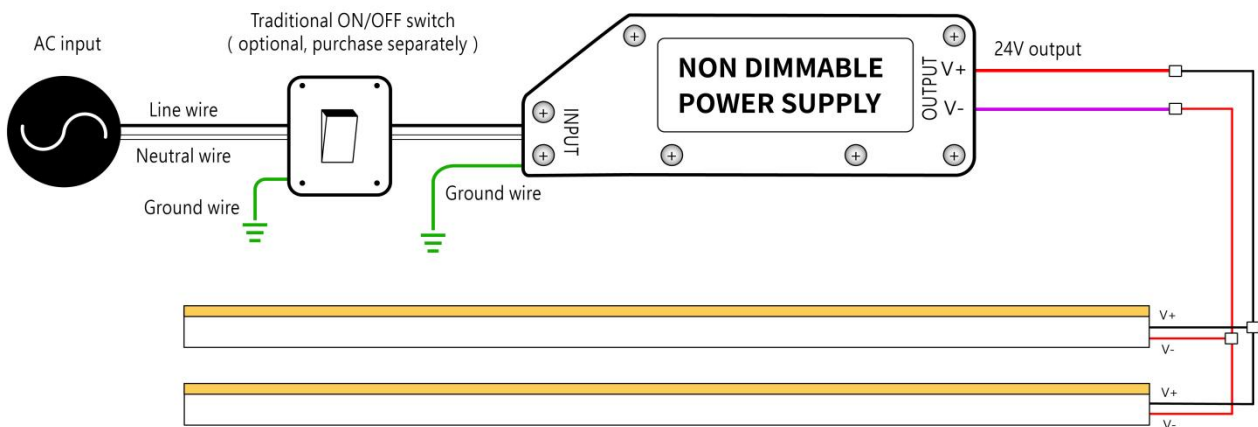 Traditional ON/OFF switch
( optional, purchase separately )
AC input
Line wire
Neutral wire
Ground wire
Ground wire
INPUT
NON DIMMABLE
POWER SUPPLY
OUTPUT
V+
V-
24V output
V+
V-
V+
V-